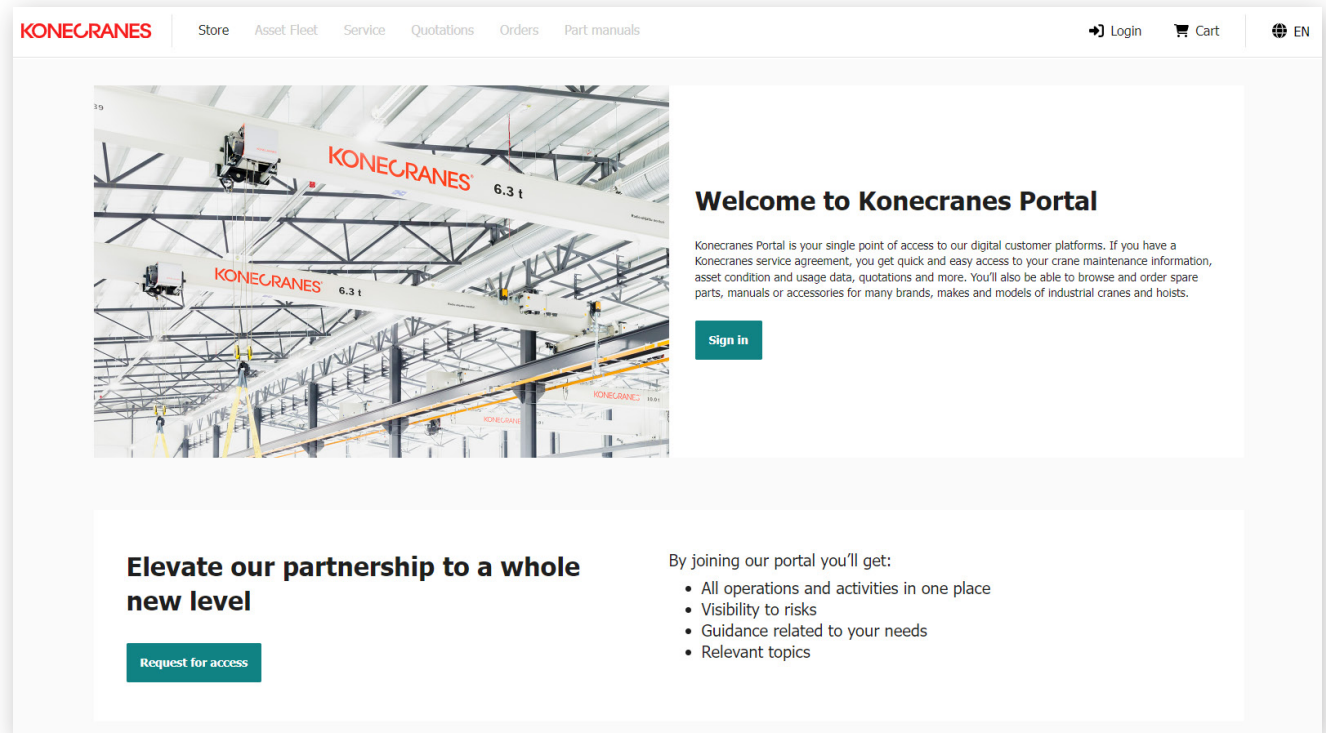 KONECRANES
Store Asset Fleet Service Quotations Orders Part manuals
Login Cart EN
39
KONECRANES 6.3 t
KONECRANES 6.3 t
KONECRANES 10.0 t
KONECRANES
Welcome to Konecranes Portal
Konecranes Portal is your single point of access to our digital customer platforms. If you have a
Konecranes service agreement, you get quick and easy access to your crane maintenance information,
asset condition and usage data, quotations and more. You'll also be able to browse and order spare
parts, manuals or accessories for many brands, makes and models of industrial cranes and hoists.
Sign in
Elevate our partnership to a whole
new level
Request for access
By joining our portal you'll get:
• All operations and activities in one place
• Visibility to risks
• Guidance related to your needs
• Relevant topics